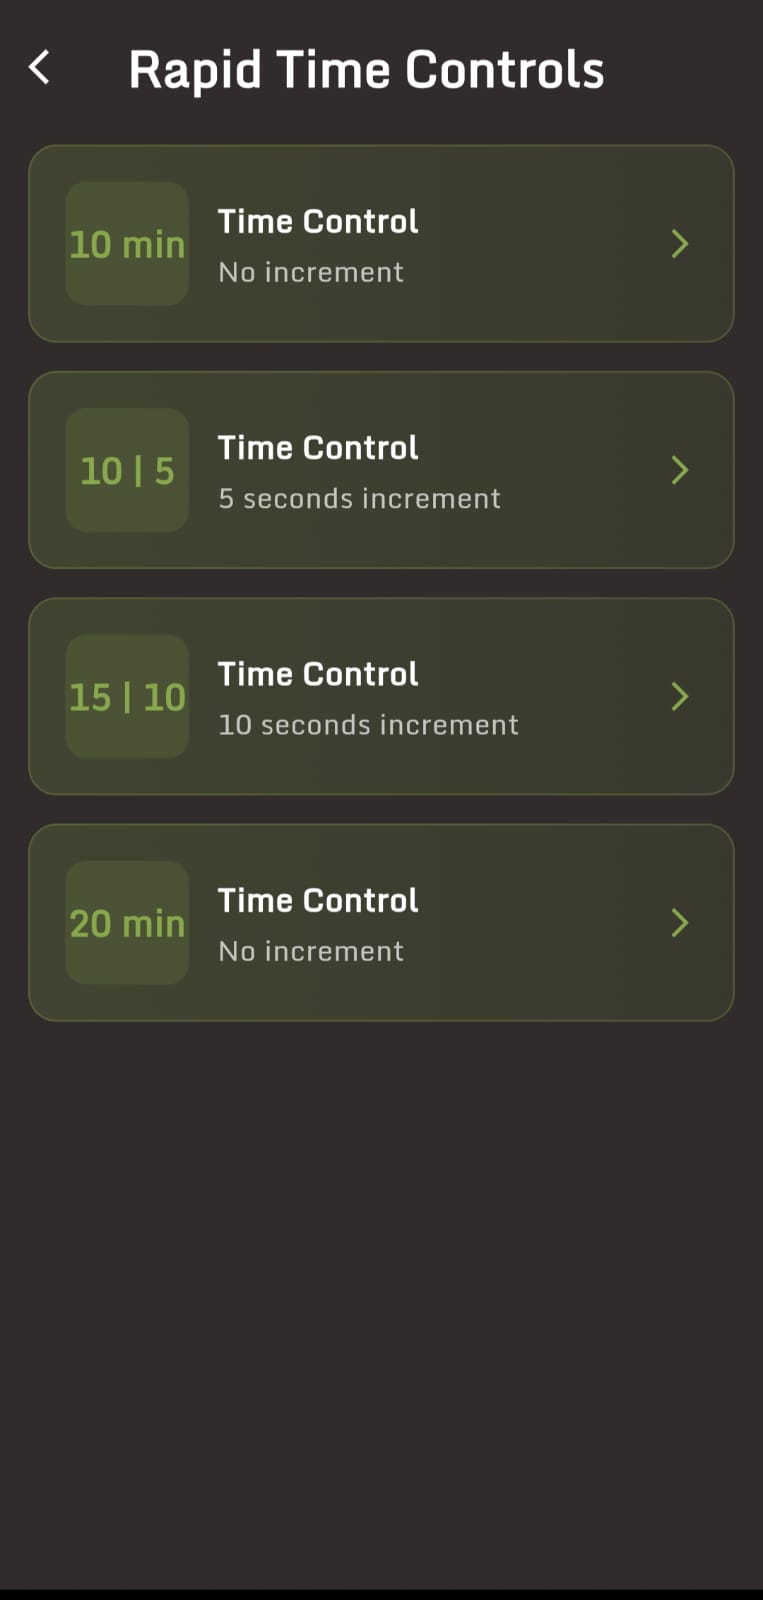 Rapid Time Controls
10 min
Time Control
No increment
10 | 5
Time Control
5 seconds increment
15 | 10
Time Control
10 seconds increment
20 min
Time Control
No increment